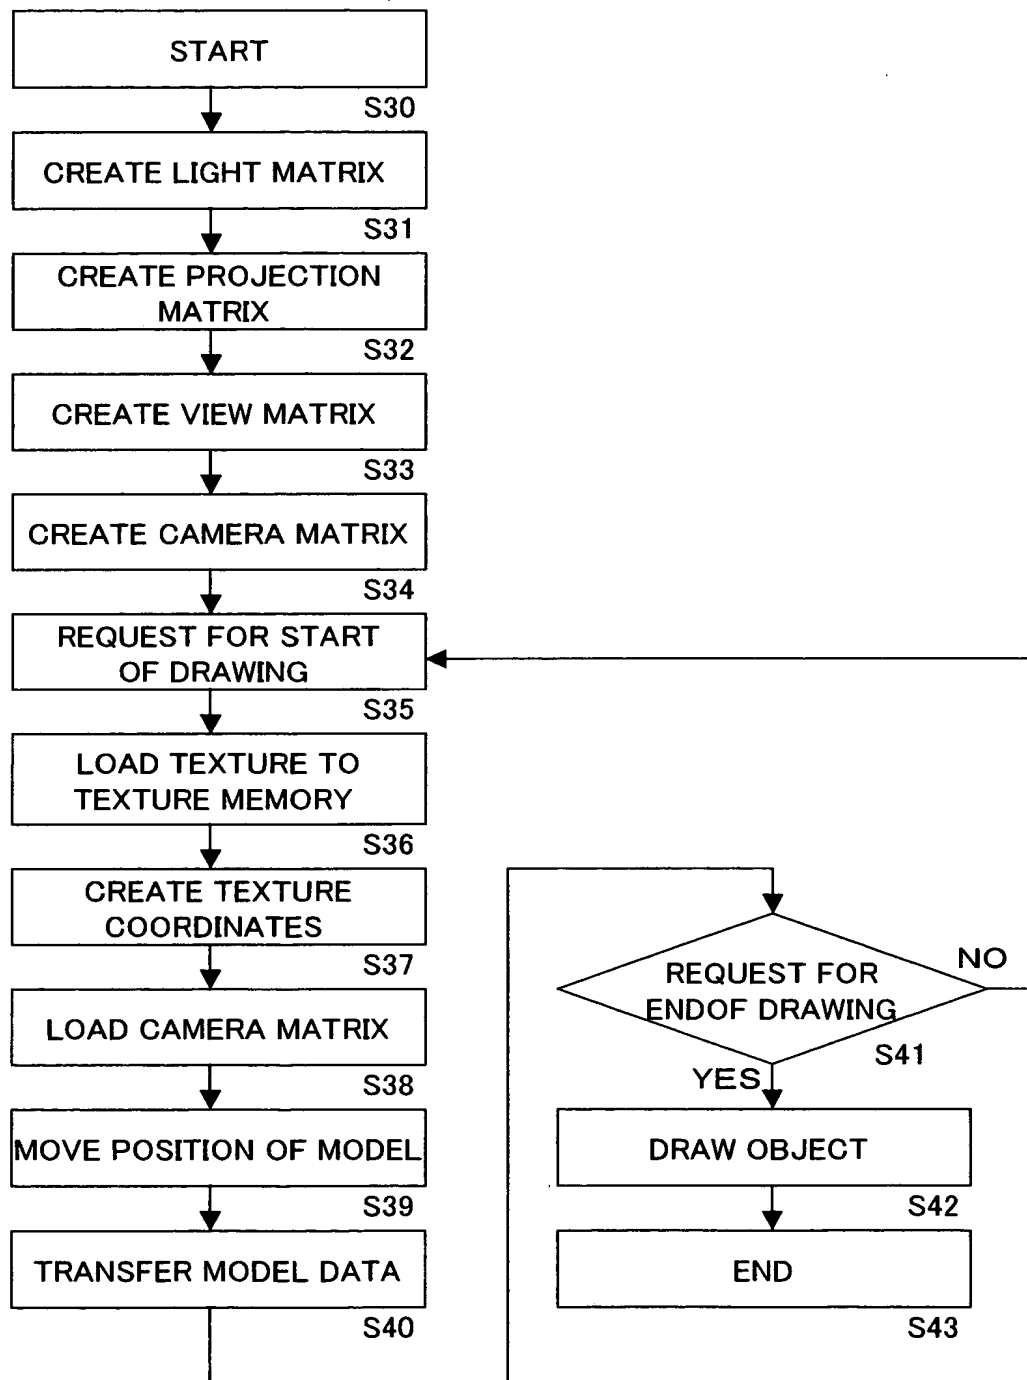 START
S30
CREATE LIGHT MATRIX
S31
CREATE PROJECTION
MATRIX
S32
CREATE VIEW MATRIX
S33
CREATE CAMERA MATRIX
S34
REQUEST FOR START
OF DRAWING
S35
LOAD TEXTURE TO
TEXTURE MEMORY
S36
CREATE TEXTURE
COORDINATES
S37
LOAD CAMERA MATRIX
S38
MOVE POSITION OF MODEL
S39
TRANSFER MODEL DATA
S40
REQUEST FOR
ENDOF DRAWING
NO
S41
YES
DRAW OBJECT
S42
END
S43